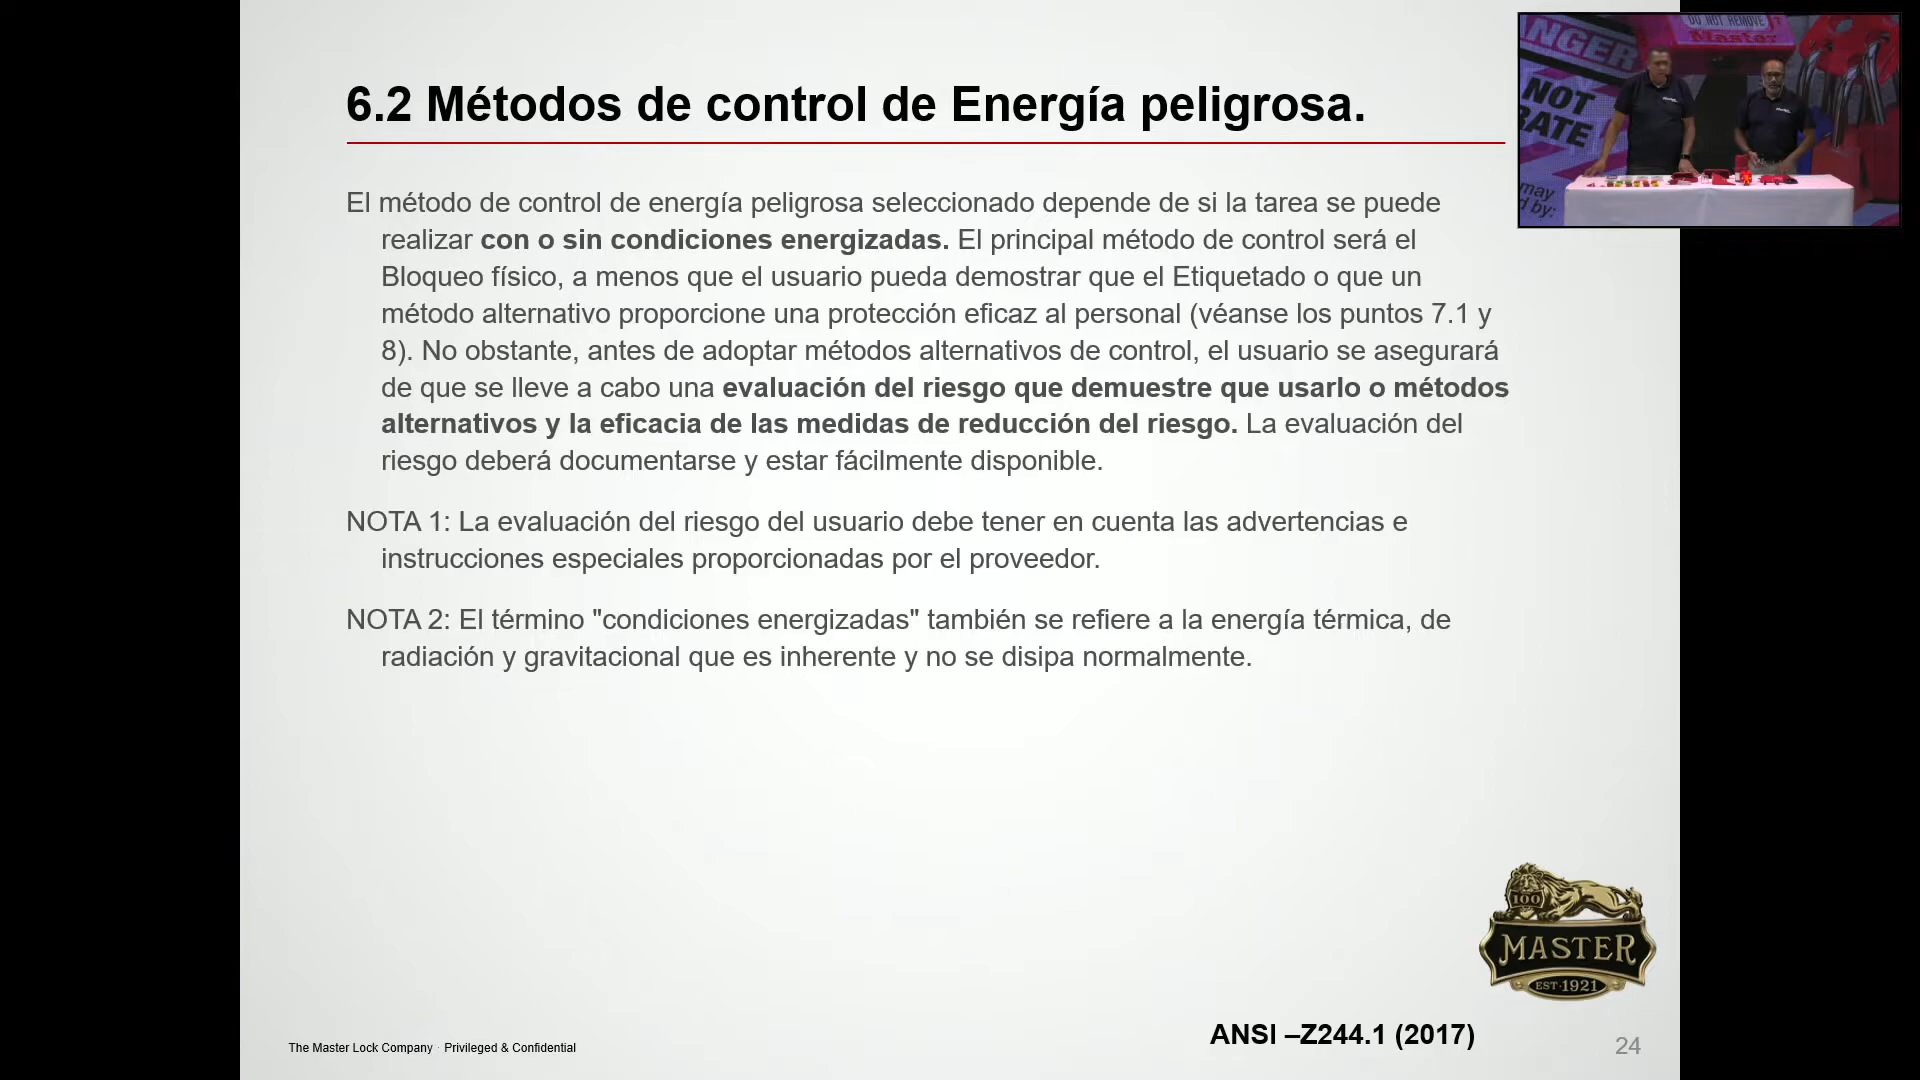 6.2 Métodos de control de Energía peligrosa.
El método de control de energía peligrosa seleccionado depende de si la tarea se puede
realizar con o sin condiciones energizadas. El principal método de control será el
Bloqueo físico, a menos que el usuario pueda demostrar que el Etiquetado o que un
método alternativo proporcione una protección eficaz al personal (véanse los puntos 7.1 y
8). No obstante, antes de adoptar métodos alternativos de control, el usuario se asegurará
de que se lleve a cabo una evaluación del riesgo que demuestre que usarlo o métodos
alternativos y la eficacia de las medidas de reducción del riesgo. La evaluación del
riesgo deberá documentarse y estar fácilmente disponible.
NOTA 1: La evaluación del riesgo del usuario debe tener en cuenta las advertencias e
instrucciones especiales proporcionadas por el proveedor.
NOTA 2: El término "condiciones energizadas" también se refiere a la energía térmica, de
radiación y gravitacional que es inherente y no se disipa normalmente.
DO NOT REMOVE
Master
ANGER
NOT
RATE
may
d by:
100
MASTER
EST·1921
ANSI –Z244.1 (2017)
The Master Lock Company · Privileged & Confidential
24